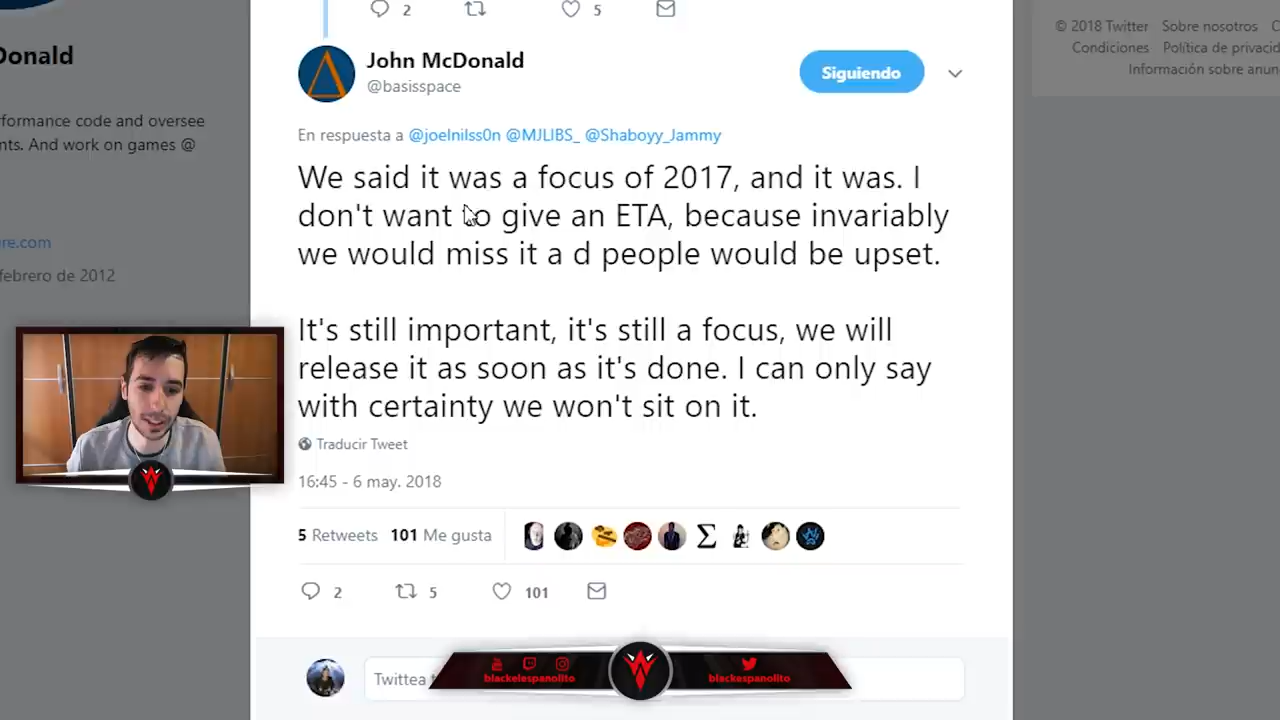 2 5
© 2018 Twitter Sobre nosotros
Condiciones Política de privacid
Información sobre anun
Donald
formance code and oversee
nts. And work on games @
re.com
febrero de 2012
John McDonald
@basisspace
Siguiendo
En respuesta a @joelnilss0n @MJLIBS_ @Shaboyy_Jammy
We said it was a focus of 2017, and it was. I
don't want to give an ETA, because invariably
we would miss it a d people would be upset.
It's still important, it's still a focus, we will
release it as soon as it's done. I can only say
with certainty we won't sit on it.
Traducir Tweet
16:45 - 6 may. 2018
5 Retweets 101 Me gusta
2 5 101
Twittea
blackelespanolito
blackespanolito